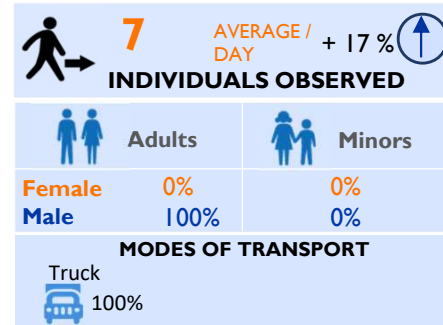 7 AVERAGE / + 17 %
DAY
INDIVIDUALS OBSERVED
Adults Minors
Female 0% 0%
Male 100% 0%
MODES OF TRANSPORT
Truck
100%